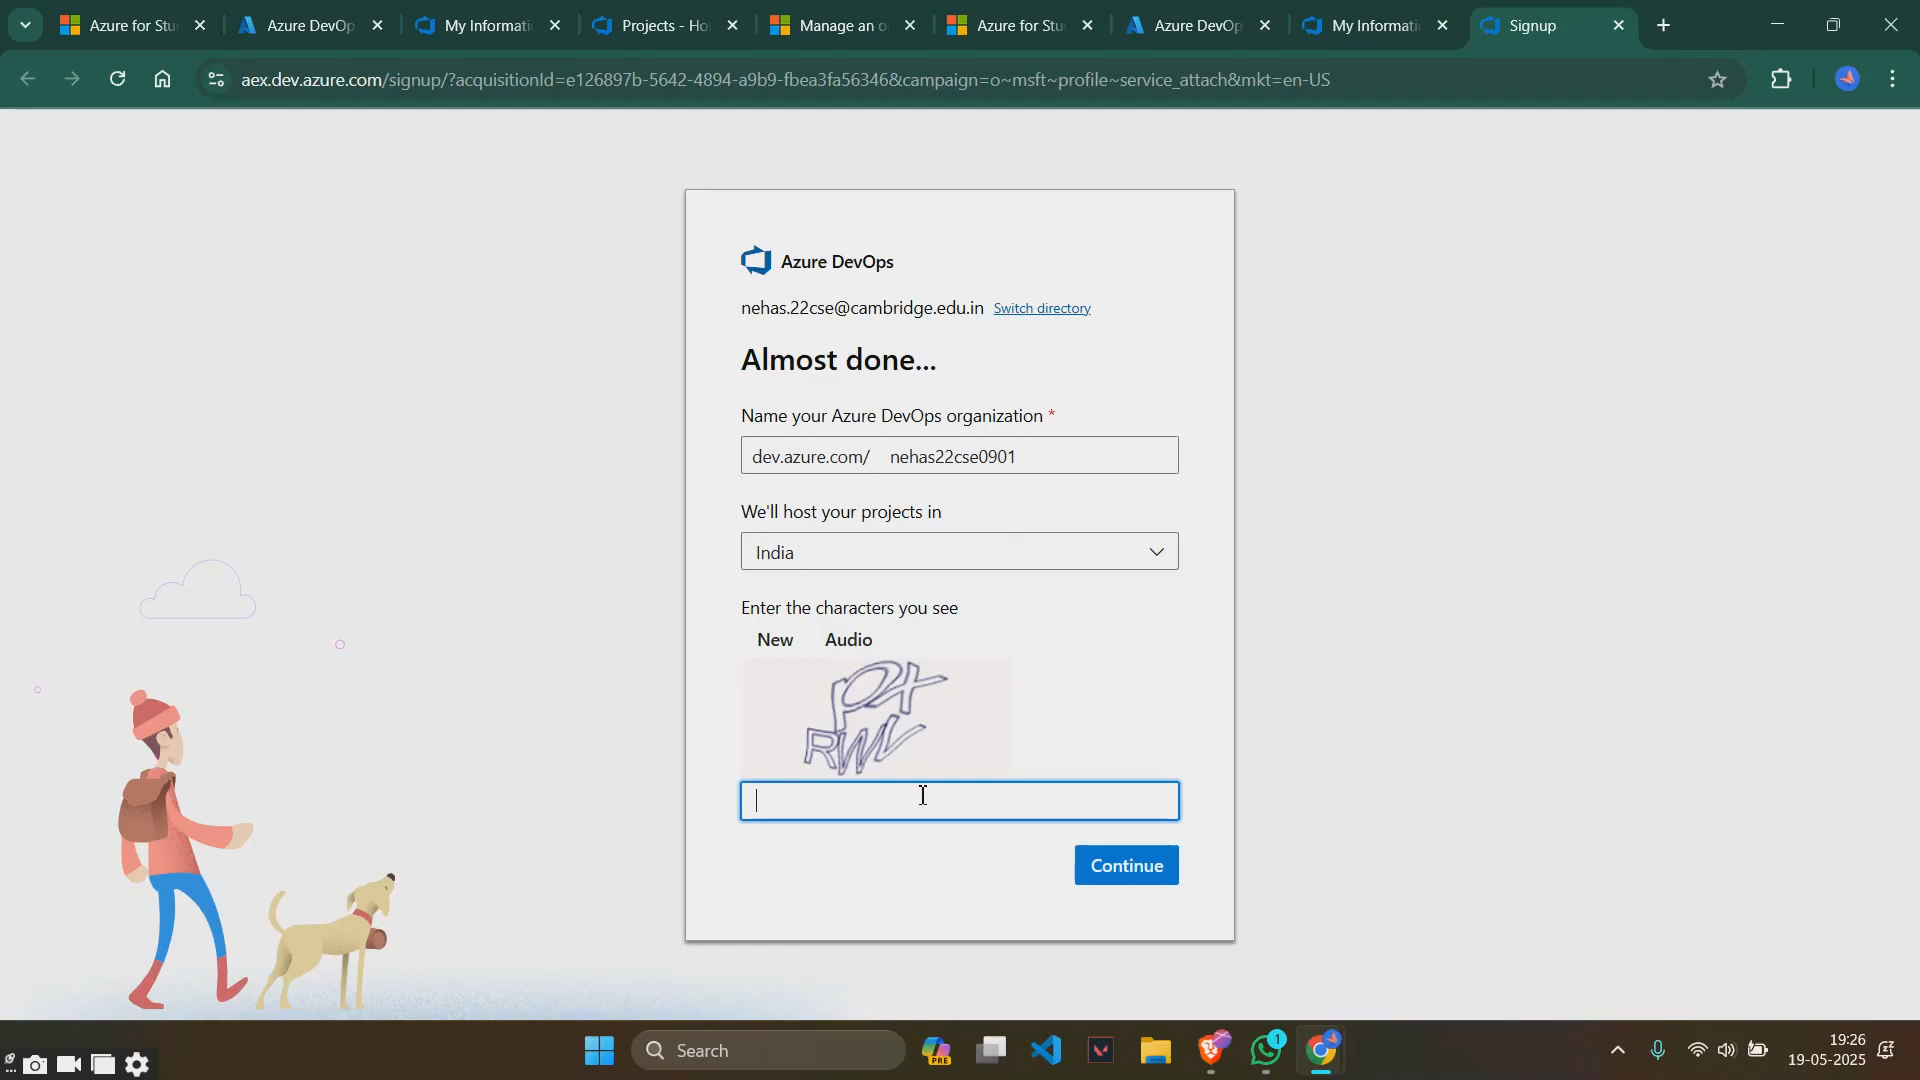 Azure for Stu
Azure DevOp
My Informati
Projects - Ho
Manage an o
Azure for Stu
Azure DevOp
My Informati
Signup
aex.dev.azure.com/signup/?acquisitionId=e126897b-5642-4894-a9b9-fbea3fa56346&campaign=o~msft~profile~service_attach&mkt=en-US
Azure DevOps
nehas.22cse@cambridge.edu.in Switch directory
Almost done...
Name your Azure DevOps organization *
dev.azure.com/ nehas22cse0901
We'll host your projects in
India
Enter the characters you see
New Audio
Continue
Search
PRE
1
19:26
19-05-2025